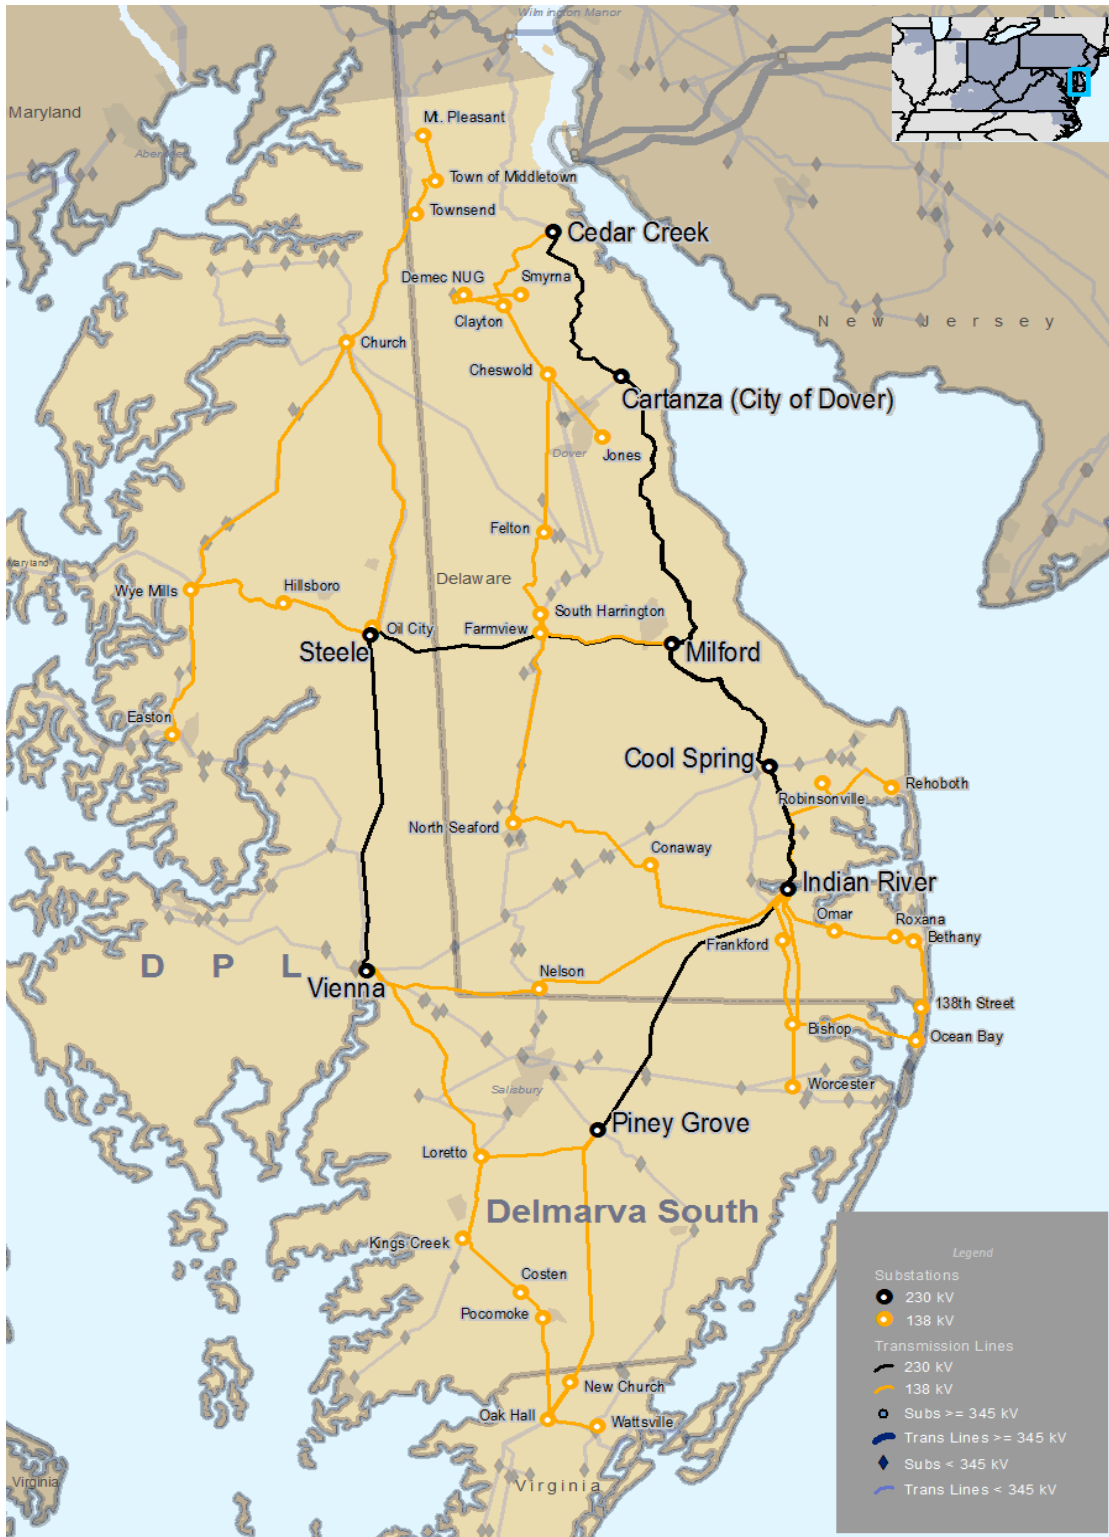 Wilmington Manor
Maryland
Mt. Pleasant
Town of Middletown
Townsend
Cedar Creek
Demec NUG
Smyrna
Clayton
New Jersey
Church
Cheswold
Cartanza (City of Dover)
Dover
Jones
Felton
Maryland
Delaware
Wye Mills
Hillsboro
South Harrington
Oil City
Farmview
Steele
Milford
Easton
Cool Spring
Robinsonville
Rehoboth
North Seaford
Conaway
Indian River
Omar
Roxana
Frankford
Bethany
DPL
Nelson
Vienna
138th Street
Bishop
Ocean Bay
Salisbury
Worcester
Piney Grove
Loretto
Delmarva South
Kings Creek
Costen
Pocomoke
New Church
Oak Hall
Wattsville
Virginia
Virginia
Legend
Substations
230 kV
138 kV
Transmission Lines
230 kV
138 kV
Subs >= 345 kV
Trans Lines >= 345 kV
Subs < 345 kV
Trans Lines < 345 kV